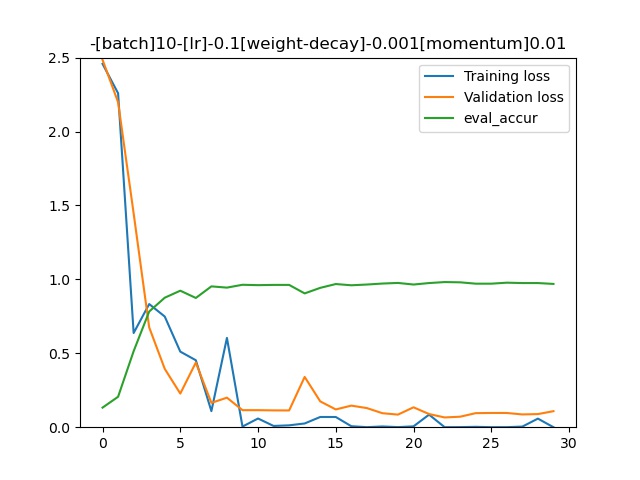 -[batch]10-[lr]-0.1[weight-decay]-0.001[momentum]0.01
2.5
2.0
1.5
1.0
0.5
0.0
Training loss
Validation loss
eval_accur
0 5 10 15 20 25 30